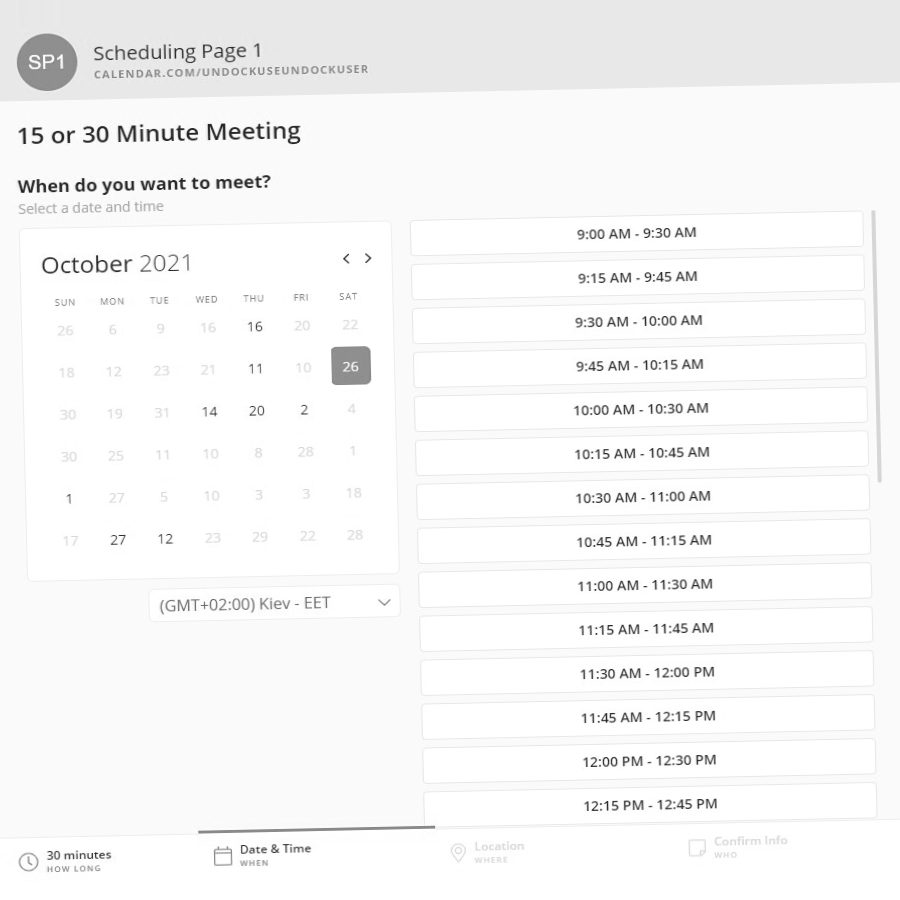 SP1
Scheduling Page 1
CALENDAR.COM/UNDOCKUSEUNDOCKUSER
15 or 30 Minute Meeting
When do you want to meet?
Select a date and time
October 2021
SUN MON TUE WED THU FRI SAT
26 6 9 16 16 20 22
18 12 23 21 11 10 26
30 19 31 14 20 2 4
30 25 11 10 8 28 1
1 27 5 10 3 3 18
17 27 12 23 29 22 28
(GMT+02:00) Kiev - EET
9:00 AM - 9:30 AM
9:15 AM - 9:45 AM
9:30 AM - 10:00 AM
9:45 AM - 10:15 AM
10:00 AM - 10:30 AM
10:15 AM - 10:45 AM
10:30 AM - 11:00 AM
10:45 AM - 11:15 AM
11:00 AM - 11:30 AM
11:15 AM - 11:45 AM
11:30 AM - 12:00 PM
11:45 AM - 12:15 PM
12:00 PM - 12:30 PM
12:15 PM - 12:45 PM
30 minutes
HOW LONG
Date & Time
WHEN
Location
WHERE
Confirm Info
WHO